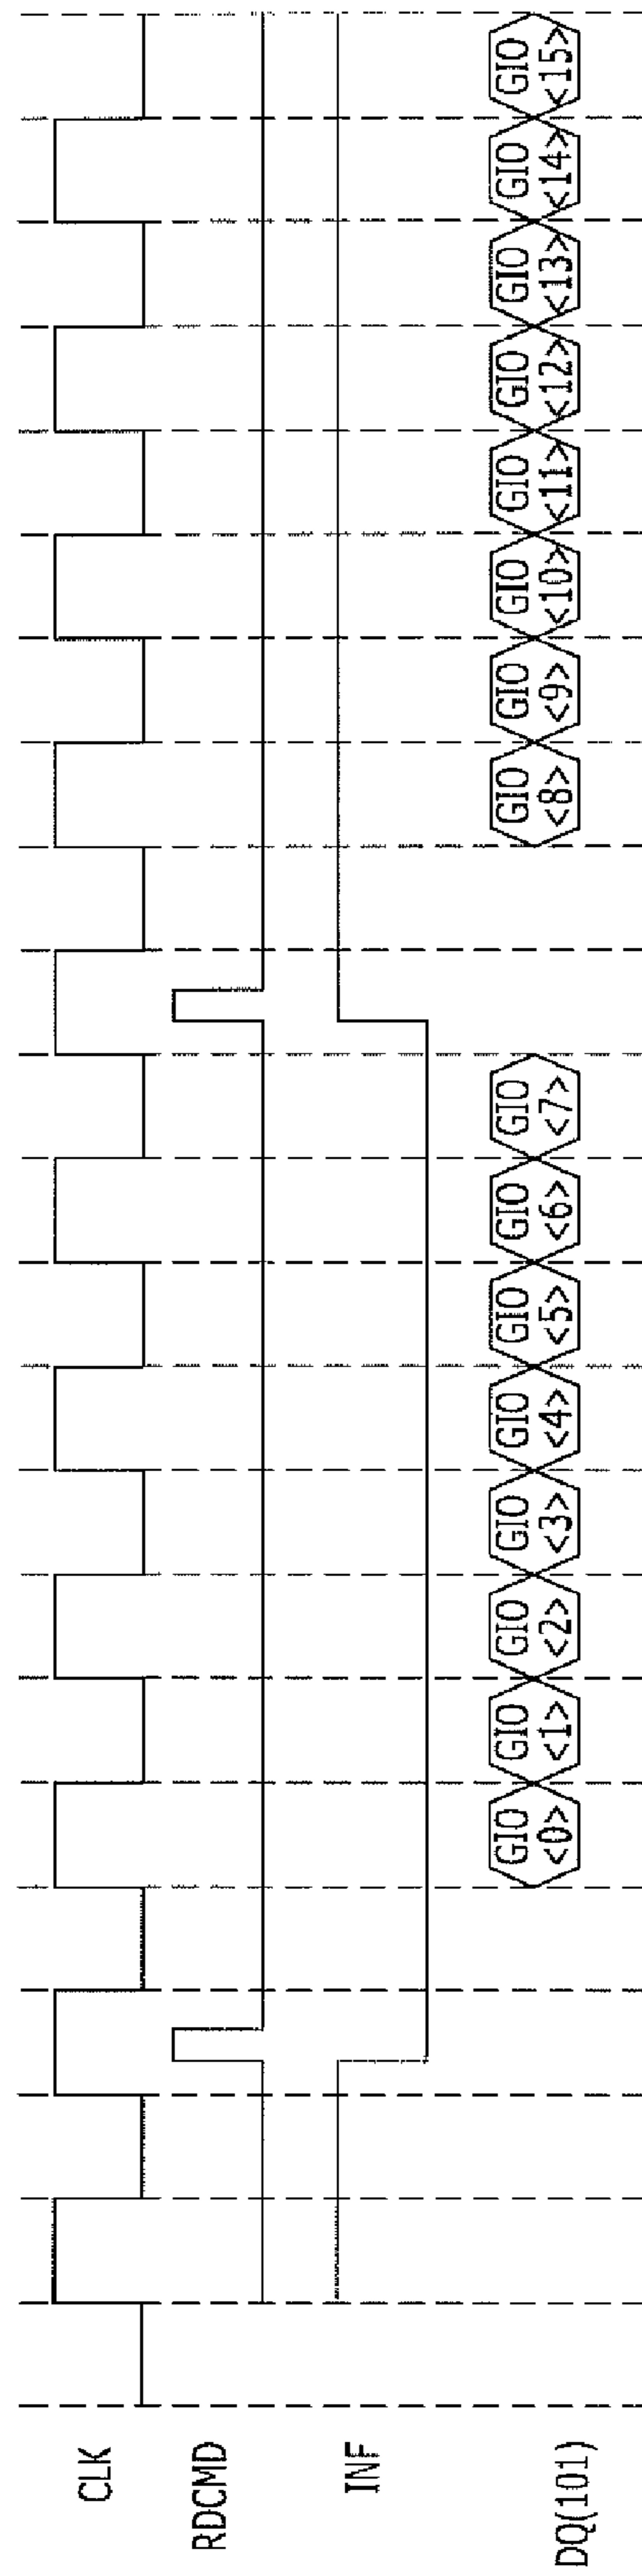 CLK
RDCMD
INF
DQ(101)
GIO
<0>
GIO
<1>
GIO
<2>
GIO
<3>
GIO
<4>
GIO
<5>
GIO
<6>
GIO
<7>
GIO
<8>
GIO
<9>
GIO
<10>
GIO
<11>
GIO
<12>
GIO
<13>
GIO
<14>
GIO
<15>